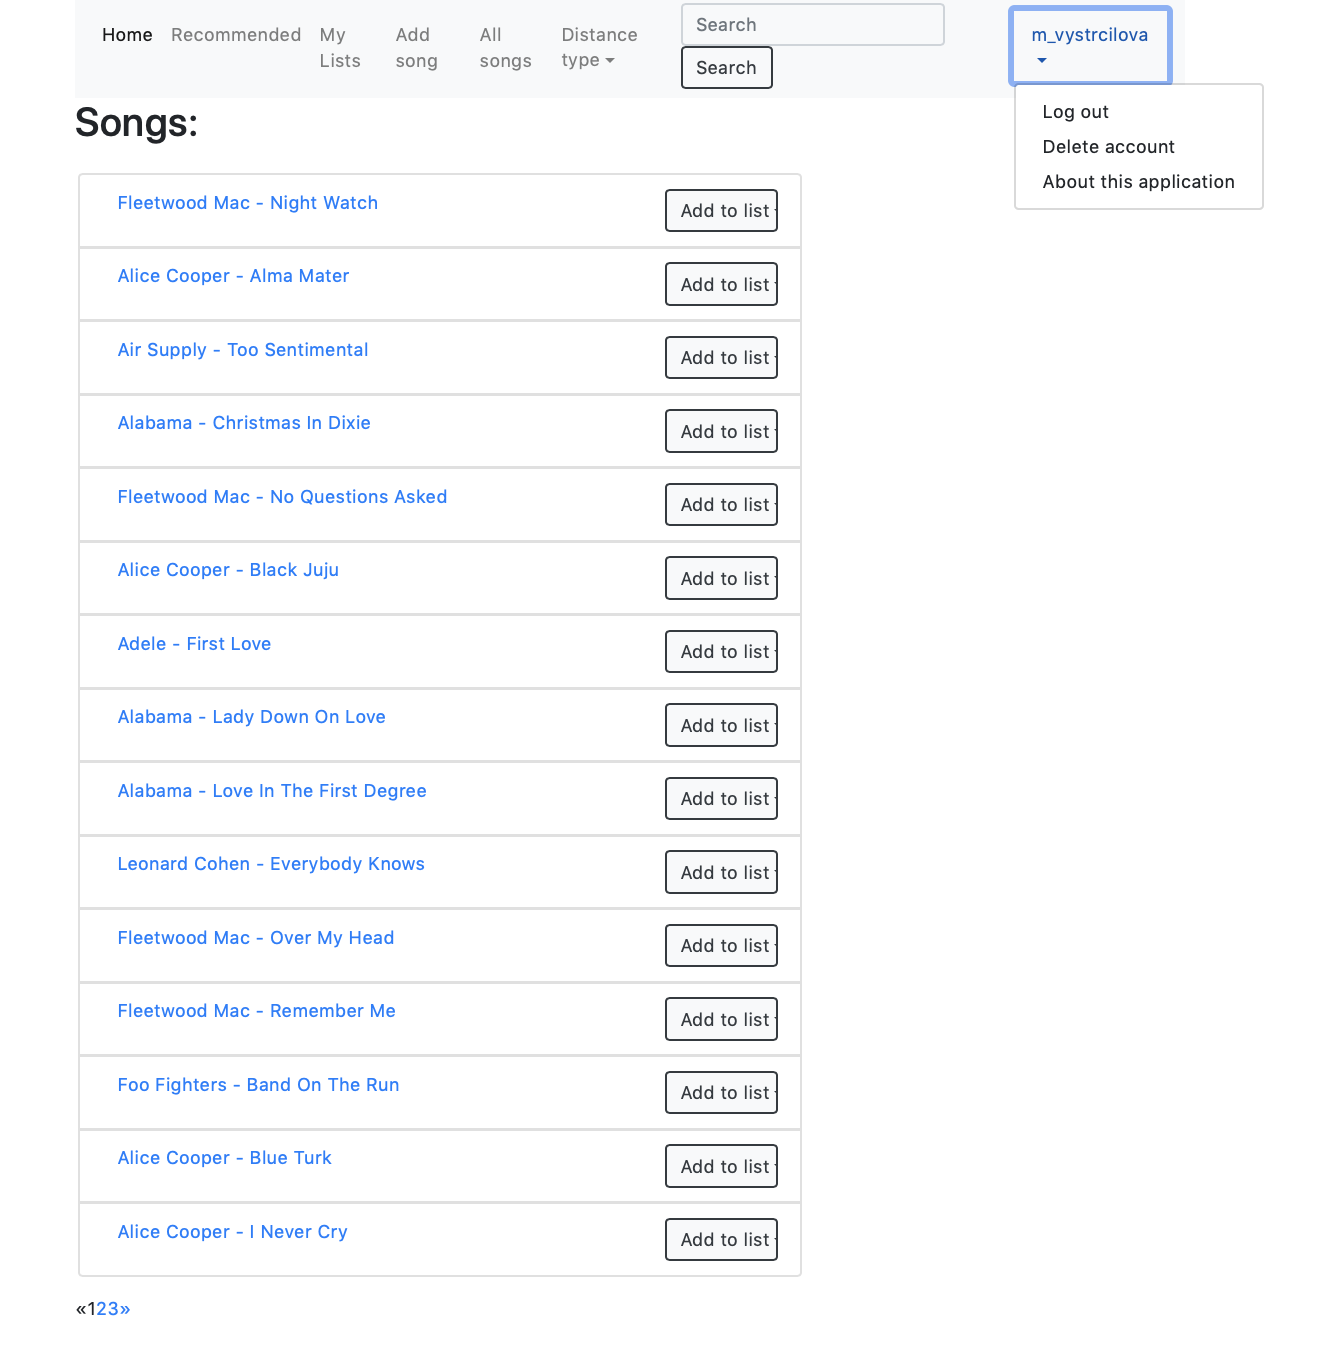 Home Recommended My Lists Add song All songs Distance type Search
Search
m_vystrcilova
Log out
Delete account
About this application
Songs:
Fleetwood Mac - Night Watch Add to list
Alice Cooper - Alma Mater Add to list
Air Supply - Too Sentimental Add to list
Alabama - Christmas In Dixie Add to list
Fleetwood Mac - No Questions Asked Add to list
Alice Cooper - Black Juju Add to list
Adele - First Love Add to list
Alabama - Lady Down On Love Add to list
Alabama - Love In The First Degree Add to list
Leonard Cohen - Everybody Knows Add to list
Fleetwood Mac - Over My Head Add to list
Fleetwood Mac - Remember Me Add to list
Foo Fighters - Band On The Run Add to list
Alice Cooper - Blue Turk Add to list
Alice Cooper - I Never Cry Add to list
«123»